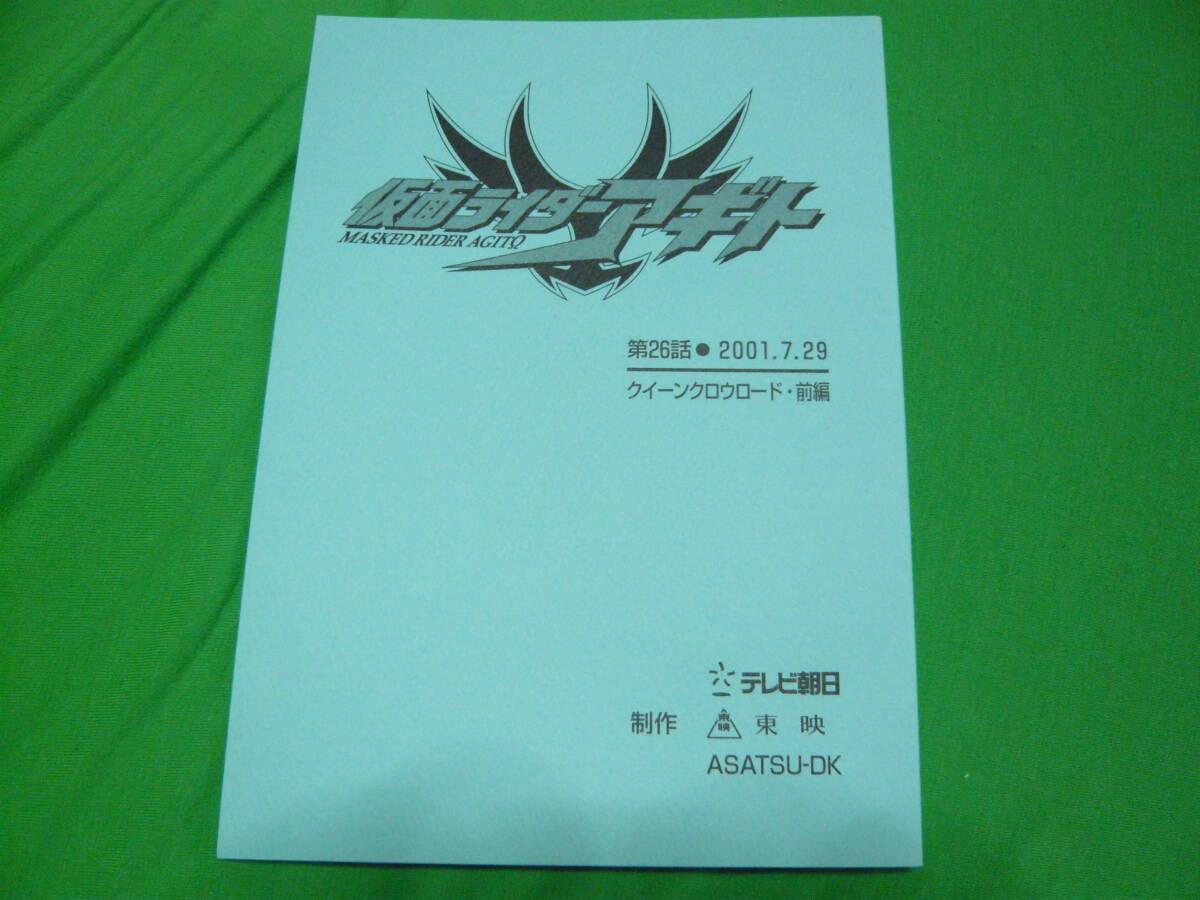 仮面ライダーアギト
MASKED RIDER AGITΩ
第26話●2001.7.29
クイーンクロウロード・前編
テレビ朝日
制作 東映 東映
ASATSU-DK